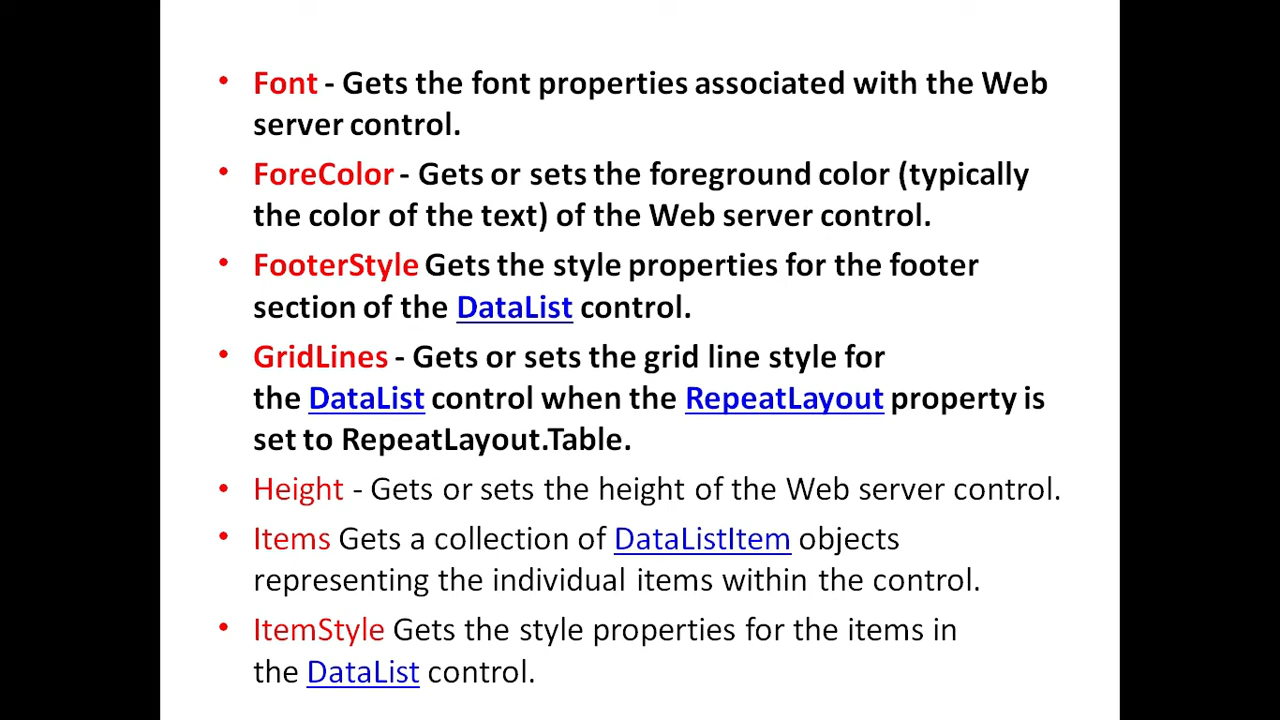 • Font - Gets the font properties associated with the Web
server control.
• ForeColor - Gets or sets the foreground color (typically
the color of the text) of the Web server control.
• FooterStyle Gets the style properties for the footer
section of the DataList control.
• GridLines - Gets or sets the grid line style for
the DataList control when the RepeatLayout property is
set to RepeatLayout.Table.
• Height - Gets or sets the height of the Web server control.
• Items Gets a collection of DataListItem objects
representing the individual items within the control.
• ItemStyle Gets the style properties for the items in
the DataList control.